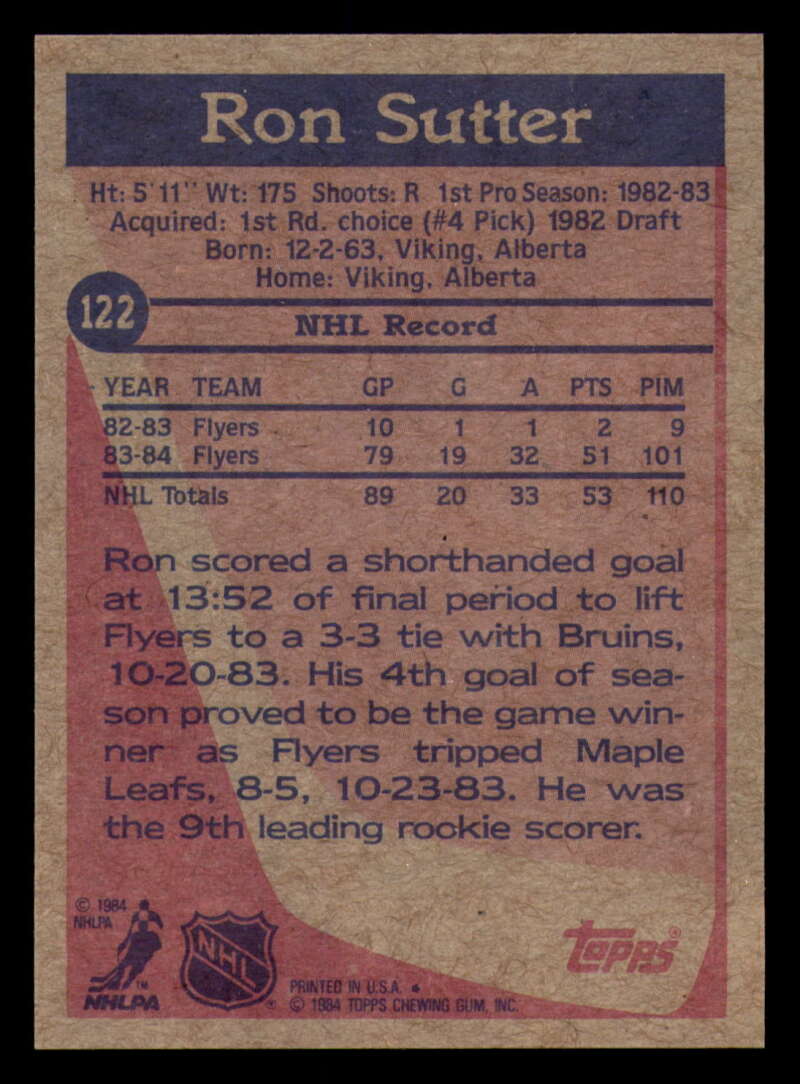 Ron Sutter
Ht: 5'11" Wt: 175 Shoots: R 1st Pro Season: 1982-83
Acquired: 1st Rd. choice (#4 Pick) 1982 Draft
Born: 12-2-63, Viking, Alberta
Home: Viking, Alberta
122
NHL Record
YEAR TEAM GP G A PTS PIM
82-83 Flyers 10 1 1 2 9
83-84 Flyers 79 19 32 51 101
NHL Totals 89 20 33 53 110
Ron scored a shorthanded goal
at 13:52 of final period to lift
Flyers to a 3-3 tie with Bruins,
10-20-83. His 4th goal of sea-
son proved to be the game win-
ner as Flyers tripped Maple
Leafs, 8-5, 10-23-83. He was
the 9th leading rookie scorer.
© 1984
NHLPA
™
NHLPA
NHL
®
TOPPS®
PRINTED IN U.S.A.
© 1984 TOPPS CHEWING GUM, INC.